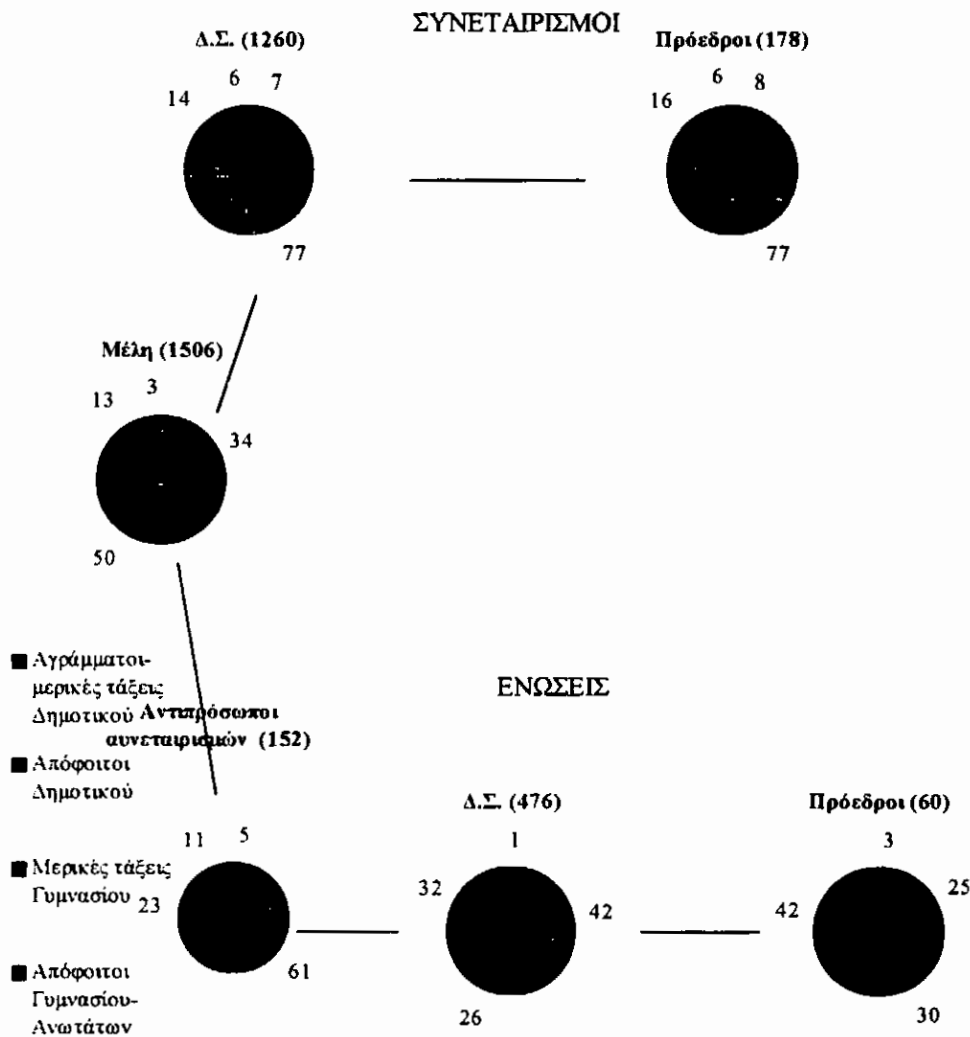 ΣΥΝΕΤΑΙΡΙΣΜΟΙ
Δ.Σ. (1260)
Πρόεδροι (178)
6 7
14
77
6 8
16
77
Μέλη (1506)
3
13
34
50
Αγράμματοι-
μερικές τάξεις
Δημοτικού
Απόφοιτοι
Δημοτικού
Μερικές τάξεις
Γυμνασίου
Απόφοιτοι
Γυμνασίου-
Ανωτάτων
ΕΝΩΣΕΙΣ
Αντιπρόσωποι
συνεταιρισμών (152)
11 5
23
61
Δ.Σ. (476)
1
32
42
26
Πρόεδροι (60)
3
25
42
30